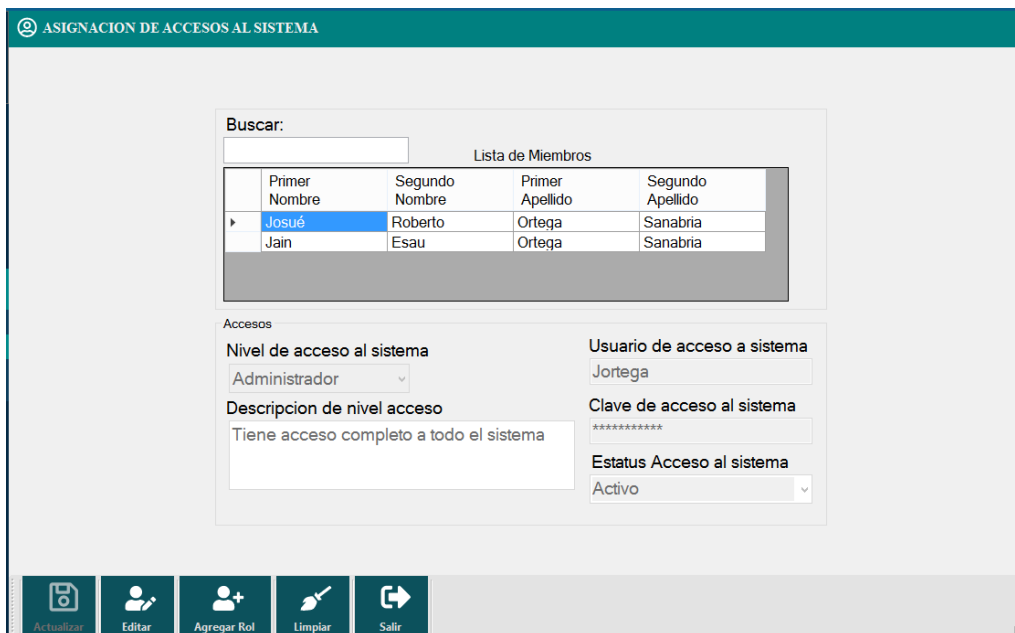 ASIGNACION DE ACCESOS AL SISTEMA
Buscar:
Lista de Miembros
Primer Nombre Segundo Nombre Primer Apellido Segundo Apellido
Josué Roberto Ortega Sanabria
Jain Esau Ortega Sanabria
Accesos
Nivel de acceso al sistema
Administrador
Descripcion de nivel acceso
Tiene acceso completo a todo el sistema
Usuario de acceso a sistema
Jortega
Clave de acceso al sistema
***********
Estatus Acceso al sistema
Activo
Actualizar Editar Agregar Rol Limpiar Salir